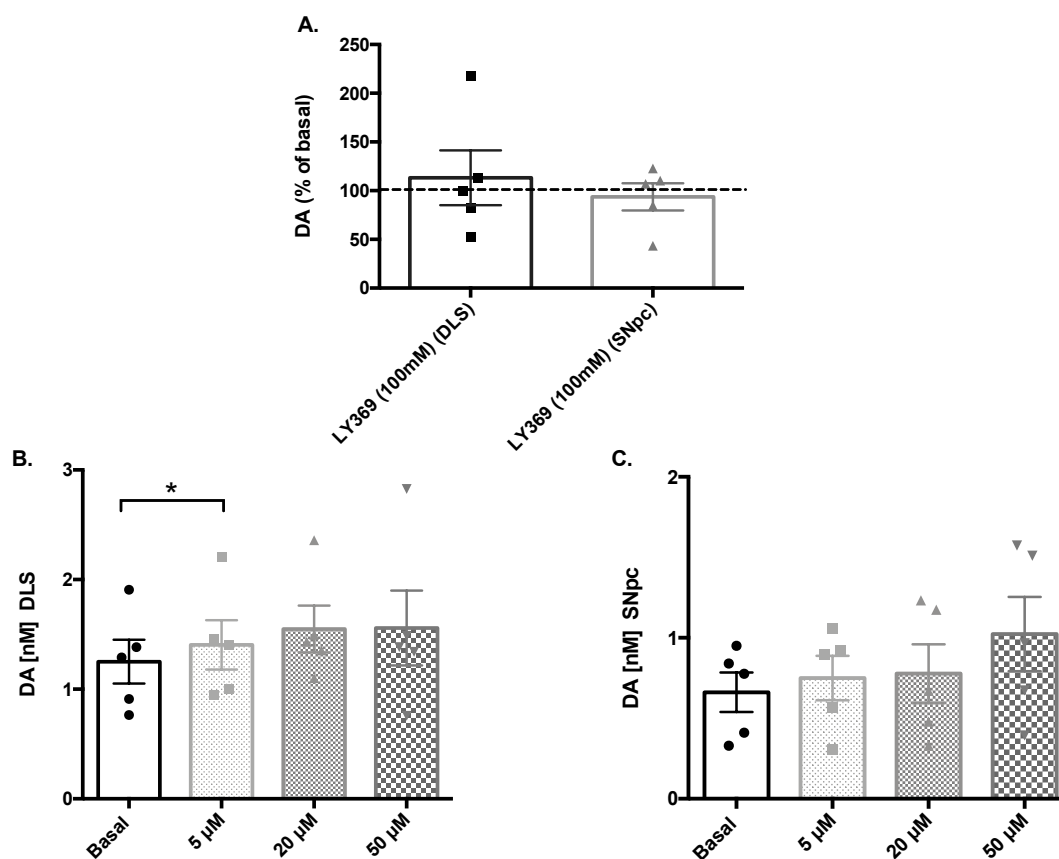 A.
DA (% of basal)
250
200
150
100
50
0
LY369 (100mM) (DLS)
LY369 (100mM) (SNpc)
B.
DA [nM] DLS
3
2
1
0
*
Basal
5 µM
20 µM
50 µM
C.
DA [nM] SNpc
2
1
0
Basal
5 µM
20 µM
50 µM